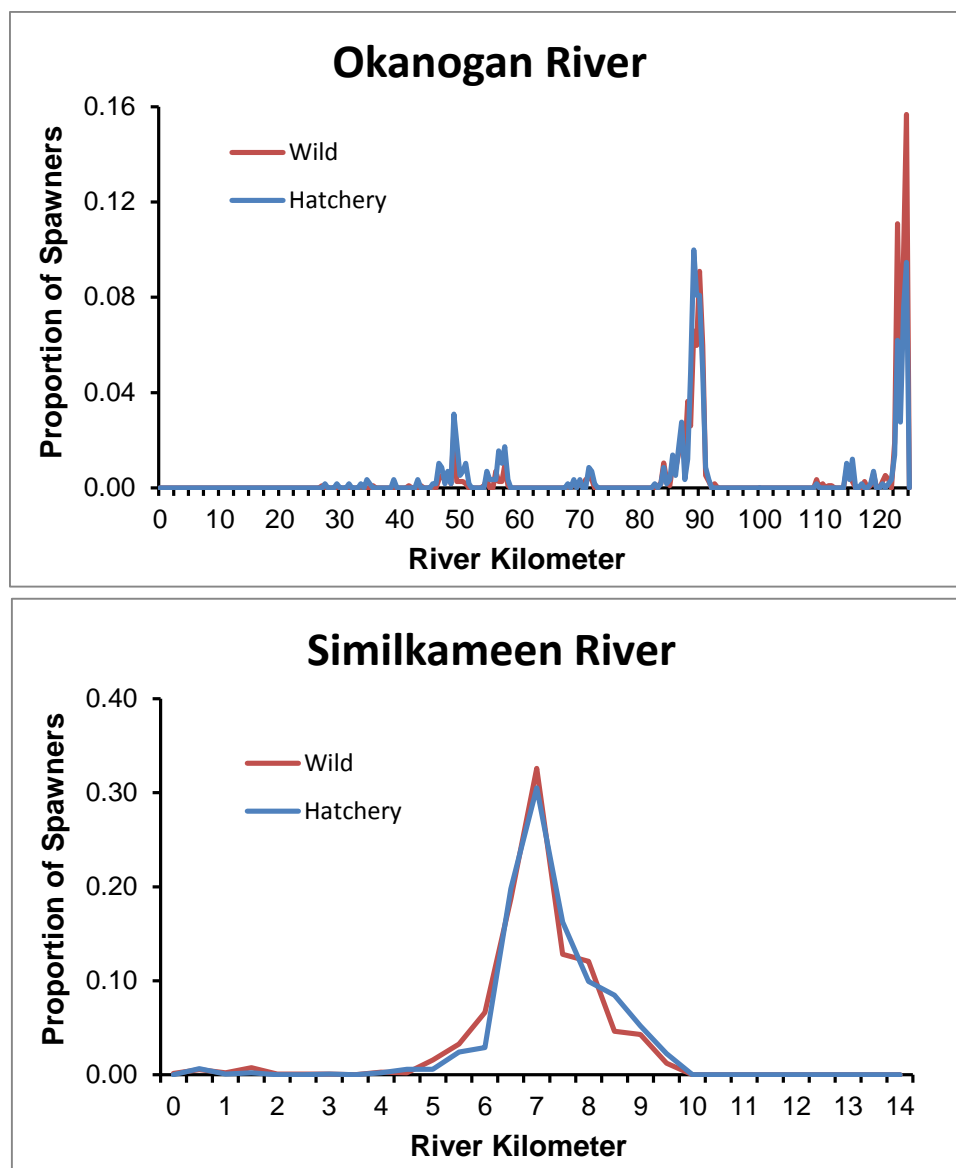 Okanogan River
0.16
Wild
0.12
Hatchery
0.08
0.04
0.00
0 10 20 30 40 50 60 70 80 90 100 110 120
River Kilometer
Proportion of Spawners
Similkameen River
0.40
Wild
0.30
Hatchery
0.20
0.10
0.00
0 1 2 3 4 5 6 7 8 9 10 11 12 13 14
River Kilometer
Proportion of Spawners